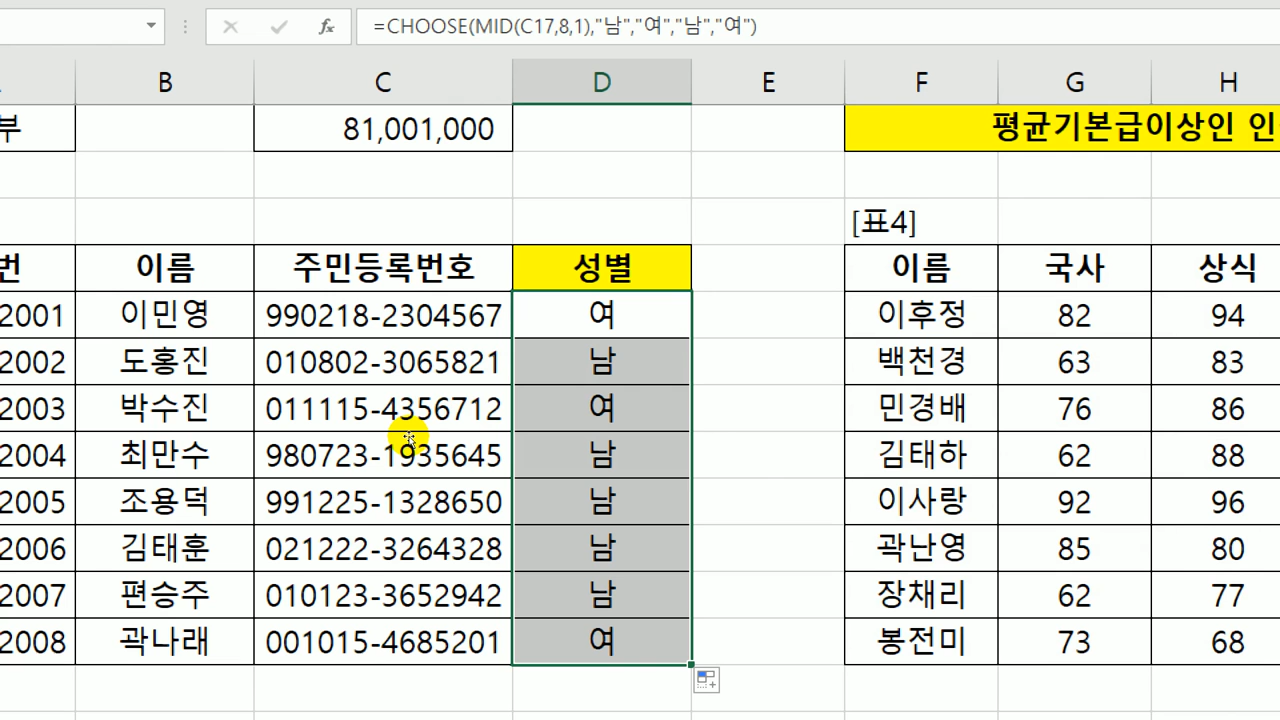 fx =CHOOSE(MID(C17,8,1),"남","여","남","여")
B C D E F G H
부 81,001,000 평균기본급이상인 인
[표4]
번 이름 주민등록번호 성별 이름 국사 상식
2001 이민영 990218-2304567 여 이후정 82 94
2002 도홍진 010802-3065821 남 백천경 63 83
2003 박수진 011115-4356712 여 민경배 76 86
2004 최만수 980723-1935645 남 김태하 62 88
2005 조용덕 991225-1328650 남 이사랑 92 96
2006 김태훈 021222-3264328 남 곽난영 85 80
2007 편승주 010123-3652942 남 장채리 62 77
2008 곽나래 001015-4685201 여 봉전미 73 68